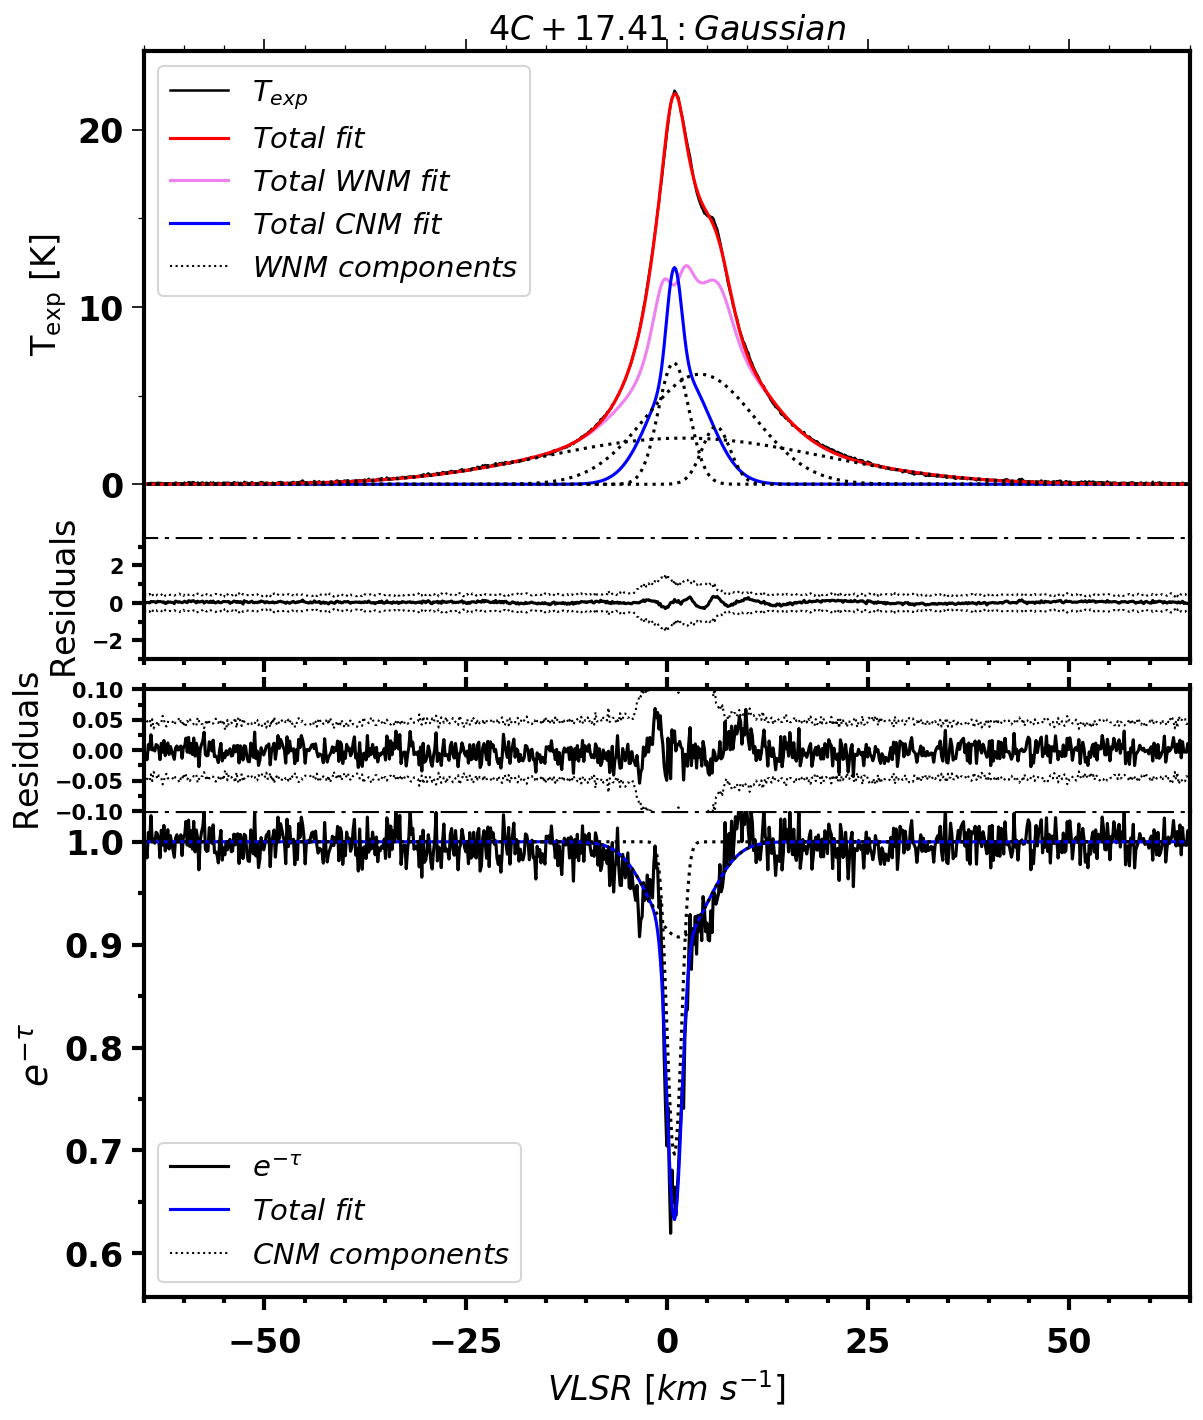 4C + 17.41 : Gaussian
T_exp
Total fit
Total WNM fit
Total CNM fit
WNM components
T_exp [K]
20
10
0
Residuals
2
0
−2
Residuals
0.10
0.05
0.00
−0.05
−0.10
1.0
0.9
0.8
0.7
0.6
e^{−τ}
e^{−τ}
Total fit
CNM components
−50 −25 0 25 50
VLSR [km s^{−1}]